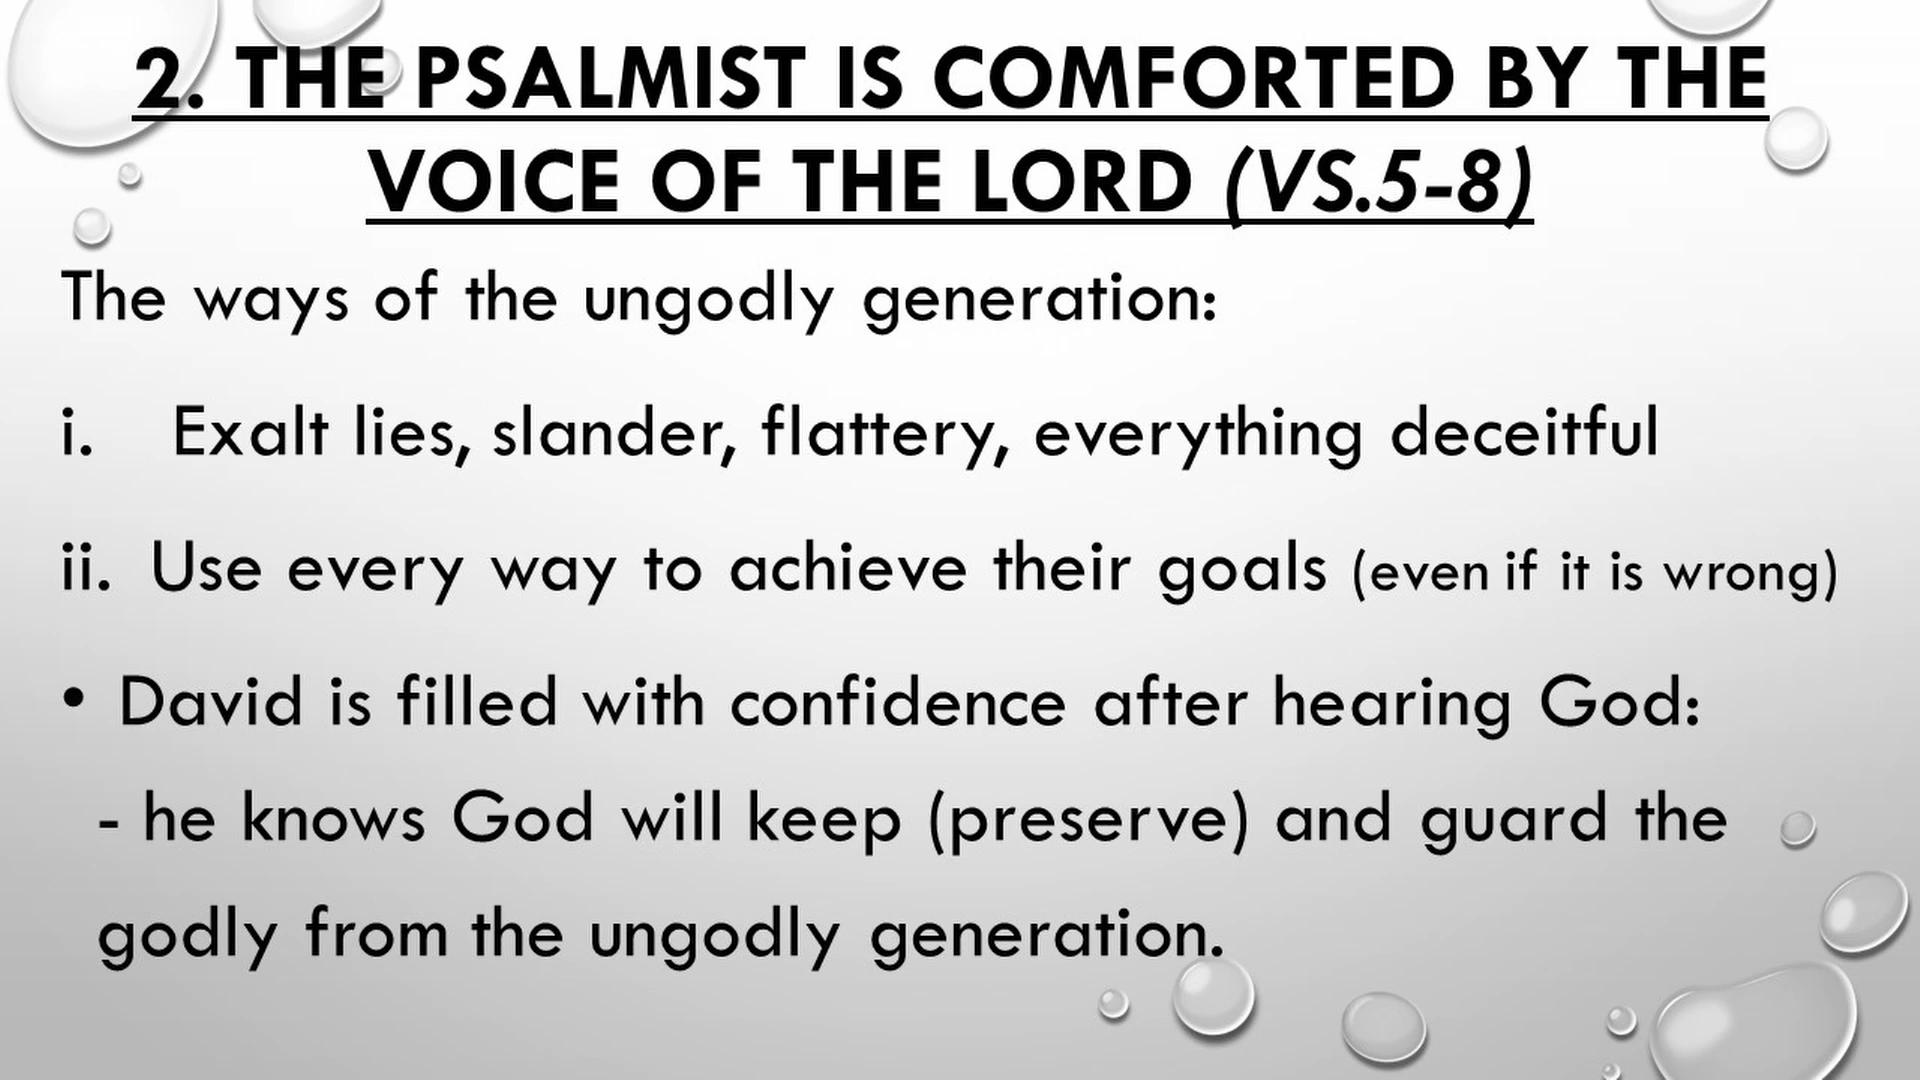 2. THE PSALMIST IS COMFORTED BY THE
VOICE OF THE LORD (VS.5-8)
The ways of the ungodly generation:
i. Exalt lies, slander, flattery, everything deceitful
ii. Use every way to achieve their goals (even if it is wrong)
• David is filled with confidence after hearing God:
- he knows God will keep (preserve) and guard the
godly from the ungodly generation.